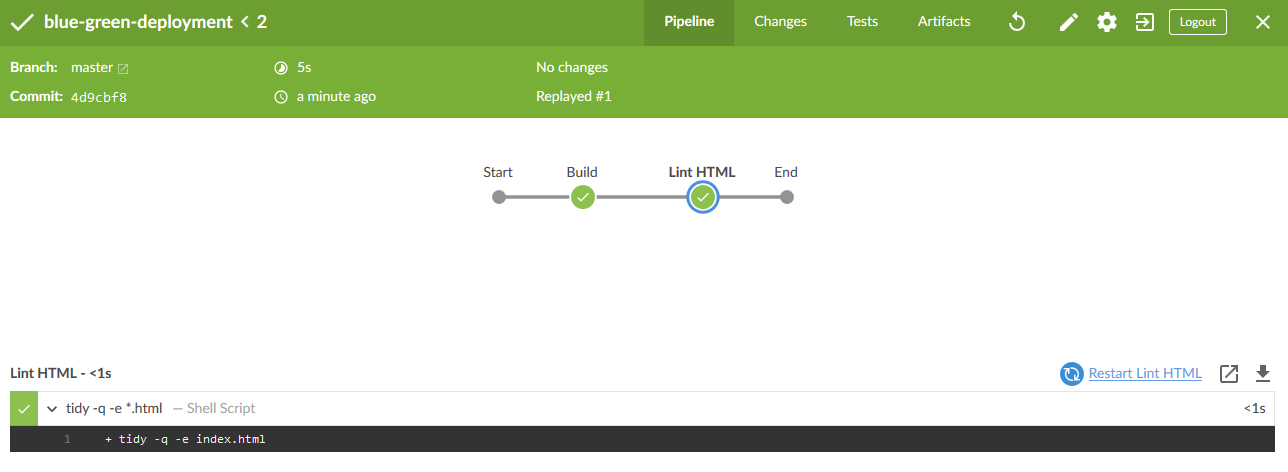 blue-green-deployment < 2 Pipeline Changes Tests Artifacts Logout
Branch: master 5s No changes
Commit: 4d9cbf8 a minute ago Replayed #1
Start Build Lint HTML End
Lint HTML - <1s Restart Lint HTML
tidy -q -e *.html — Shell Script <1s
1 + tidy -q -e index.html